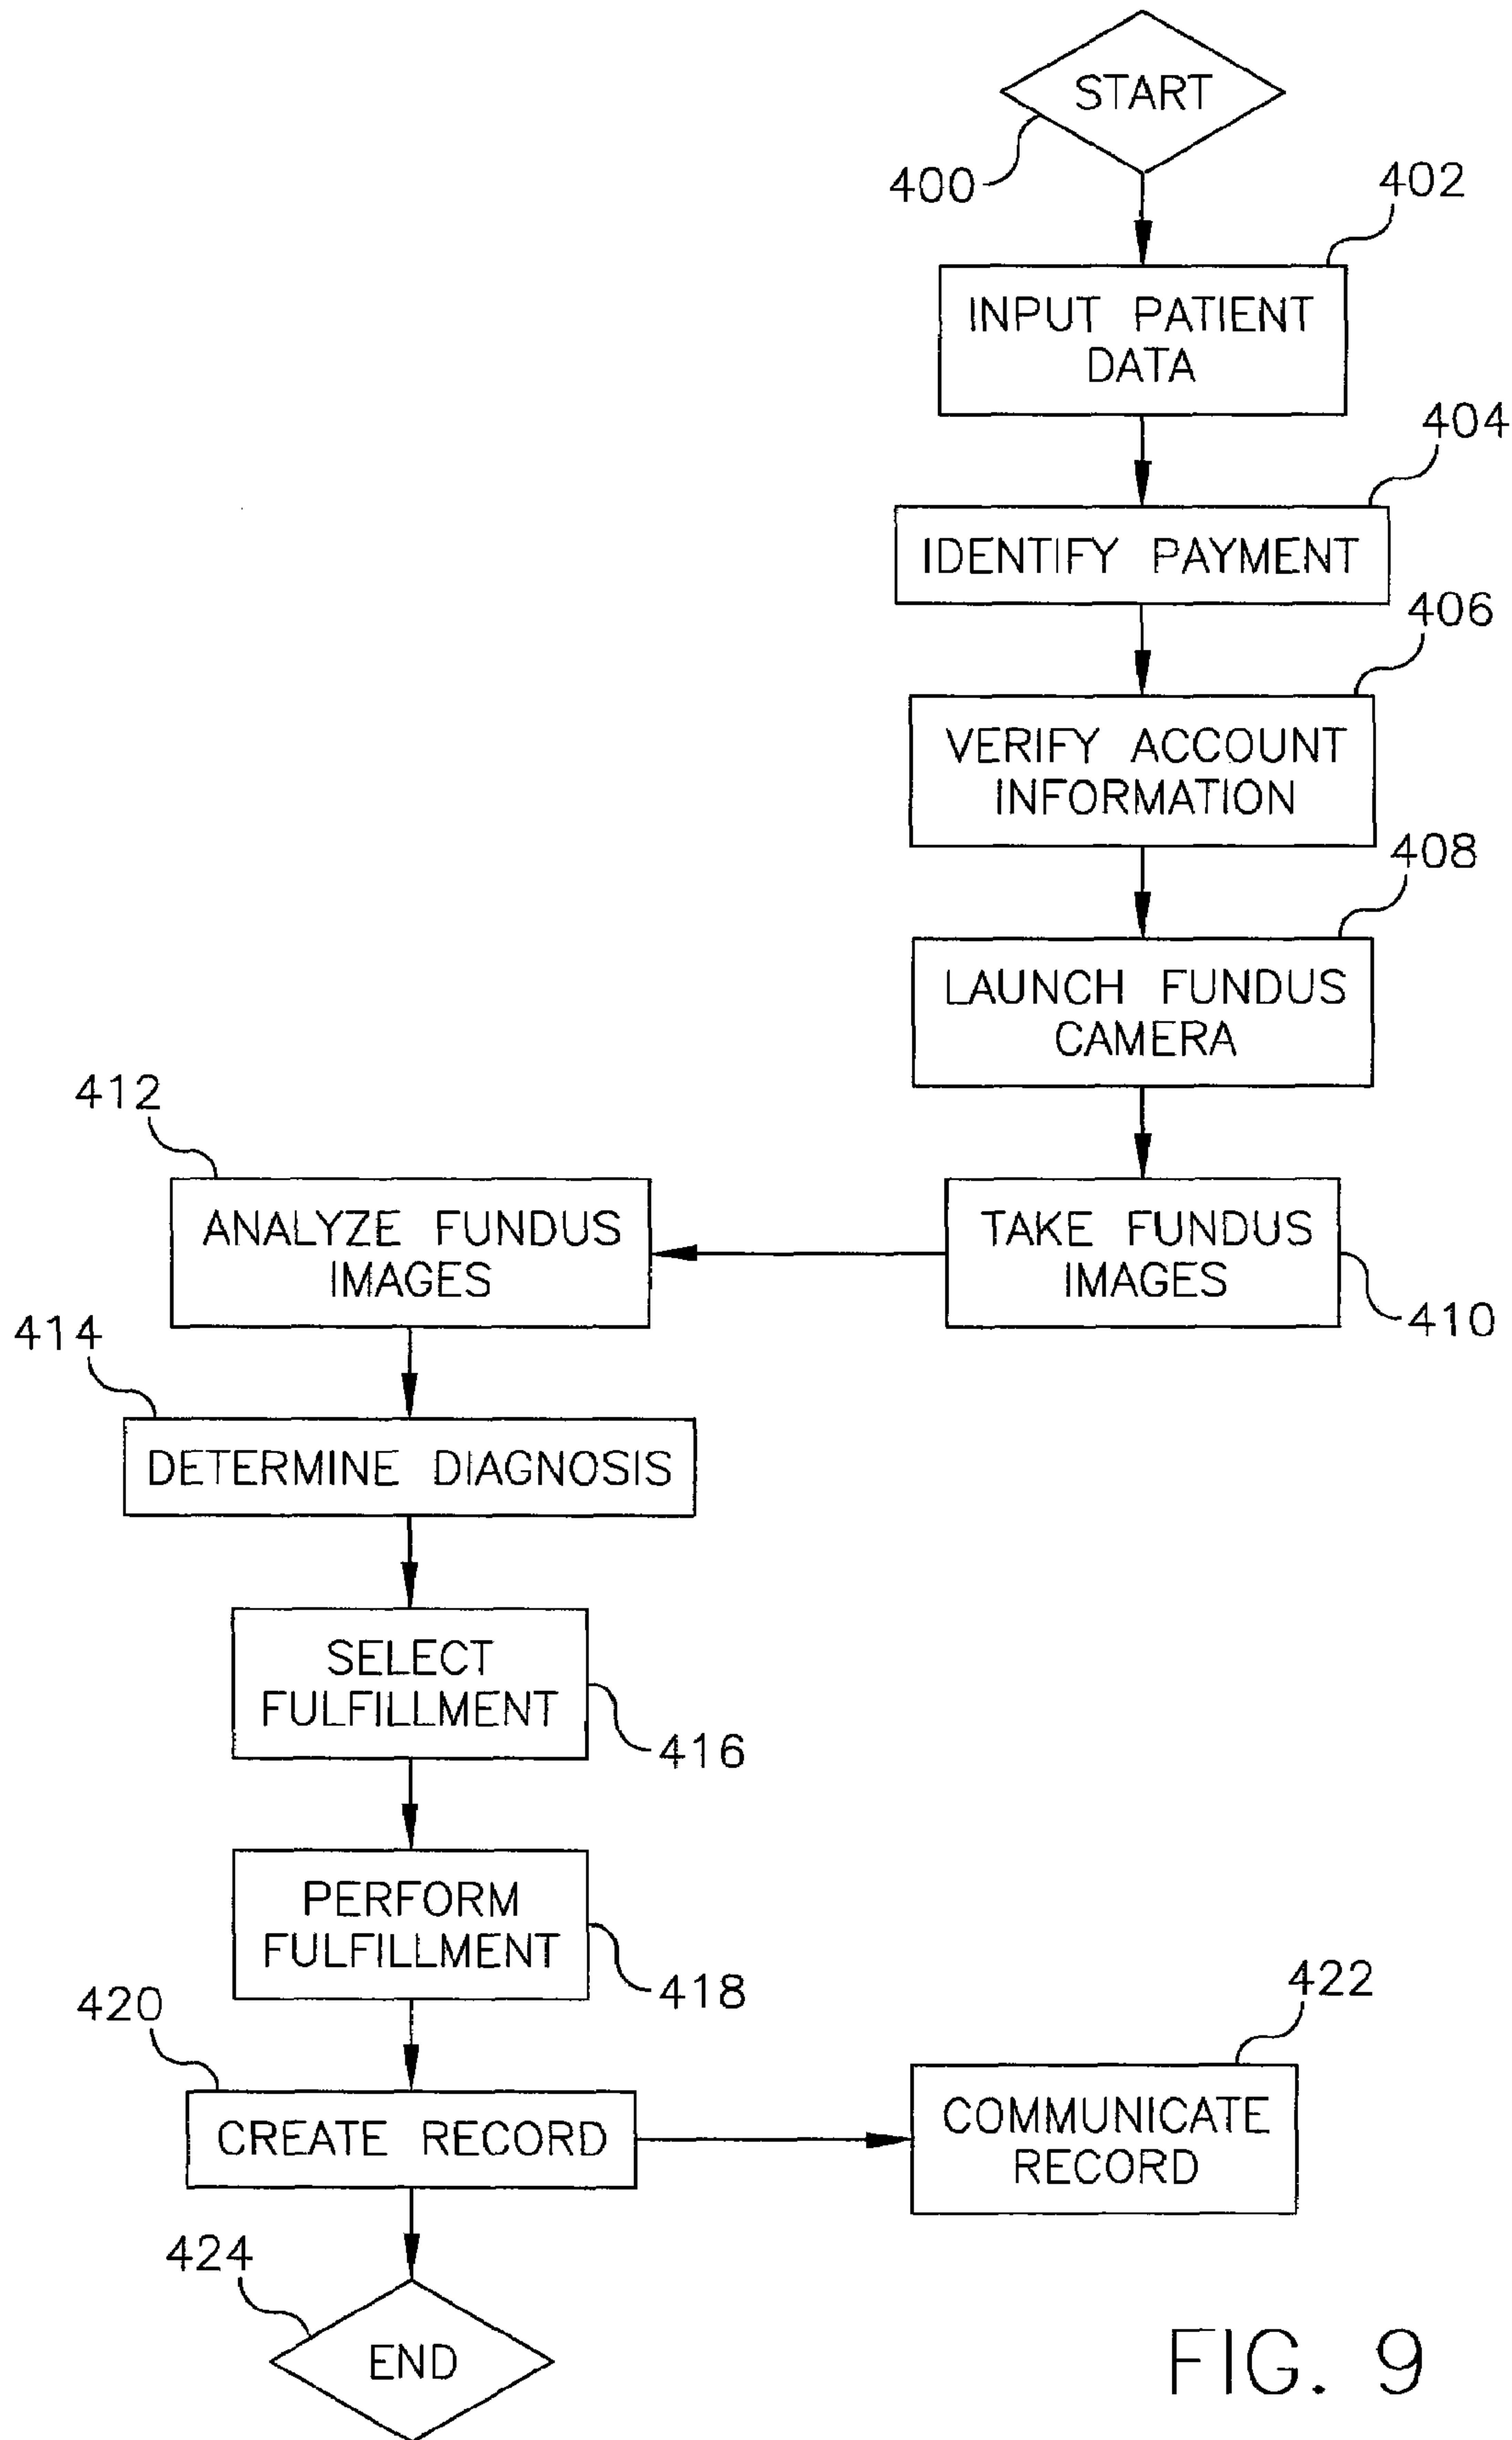 START
400
402
INPUT PATIENT
DATA
404
IDENTIFY PAYMENT
406
VERIFY ACCOUNT
INFORMATION
408
LAUNCH FUNDUS
CAMERA
412
ANALYZE FUNDUS
IMAGES
TAKE FUNDUS
IMAGES
410
414
DETERMINE DIAGNOSIS
SELECT
FULFILLMENT
416
PERFORM
FULFILLMENT
418
420
CREATE RECORD
422
COMMUNICATE
RECORD
424
END
FIG. 9